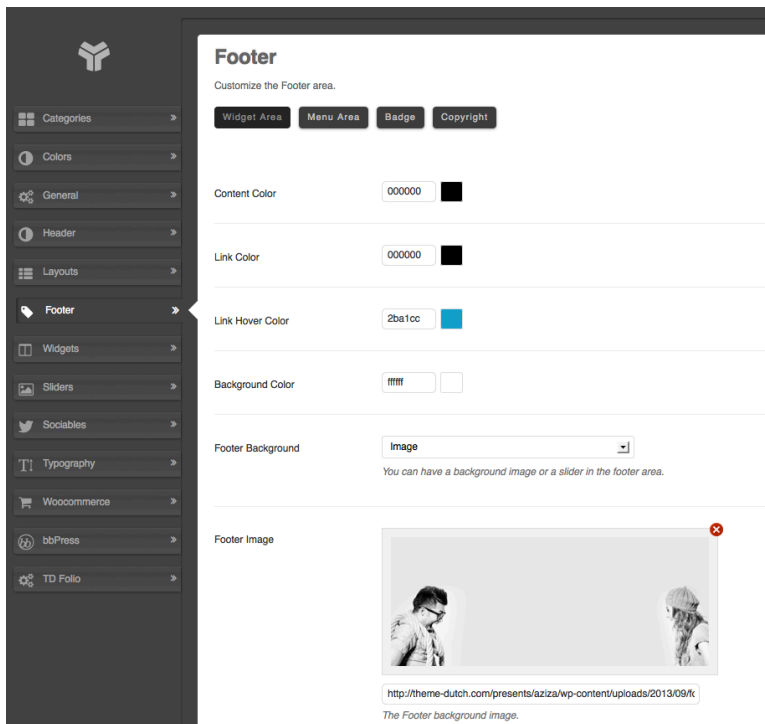 Footer
Customize the Footer area.
Widget Area Menu Area Badge Copyright
Categories
Colors
General
Header
Layouts
Footer
Widgets
Sliders
Sociables
Typography
Woocommerce
bbPress
TD Folio
Content Color 000000
Link Color 000000
Link Hover Color 2ba1cc
Background Color ffffff
Footer Background Image
You can have a background image or a slider in the footer area.
Footer Image
http://theme-dutch.com/presents/aziza/wp-content/uploads/2013/09/fo
The Footer background image.